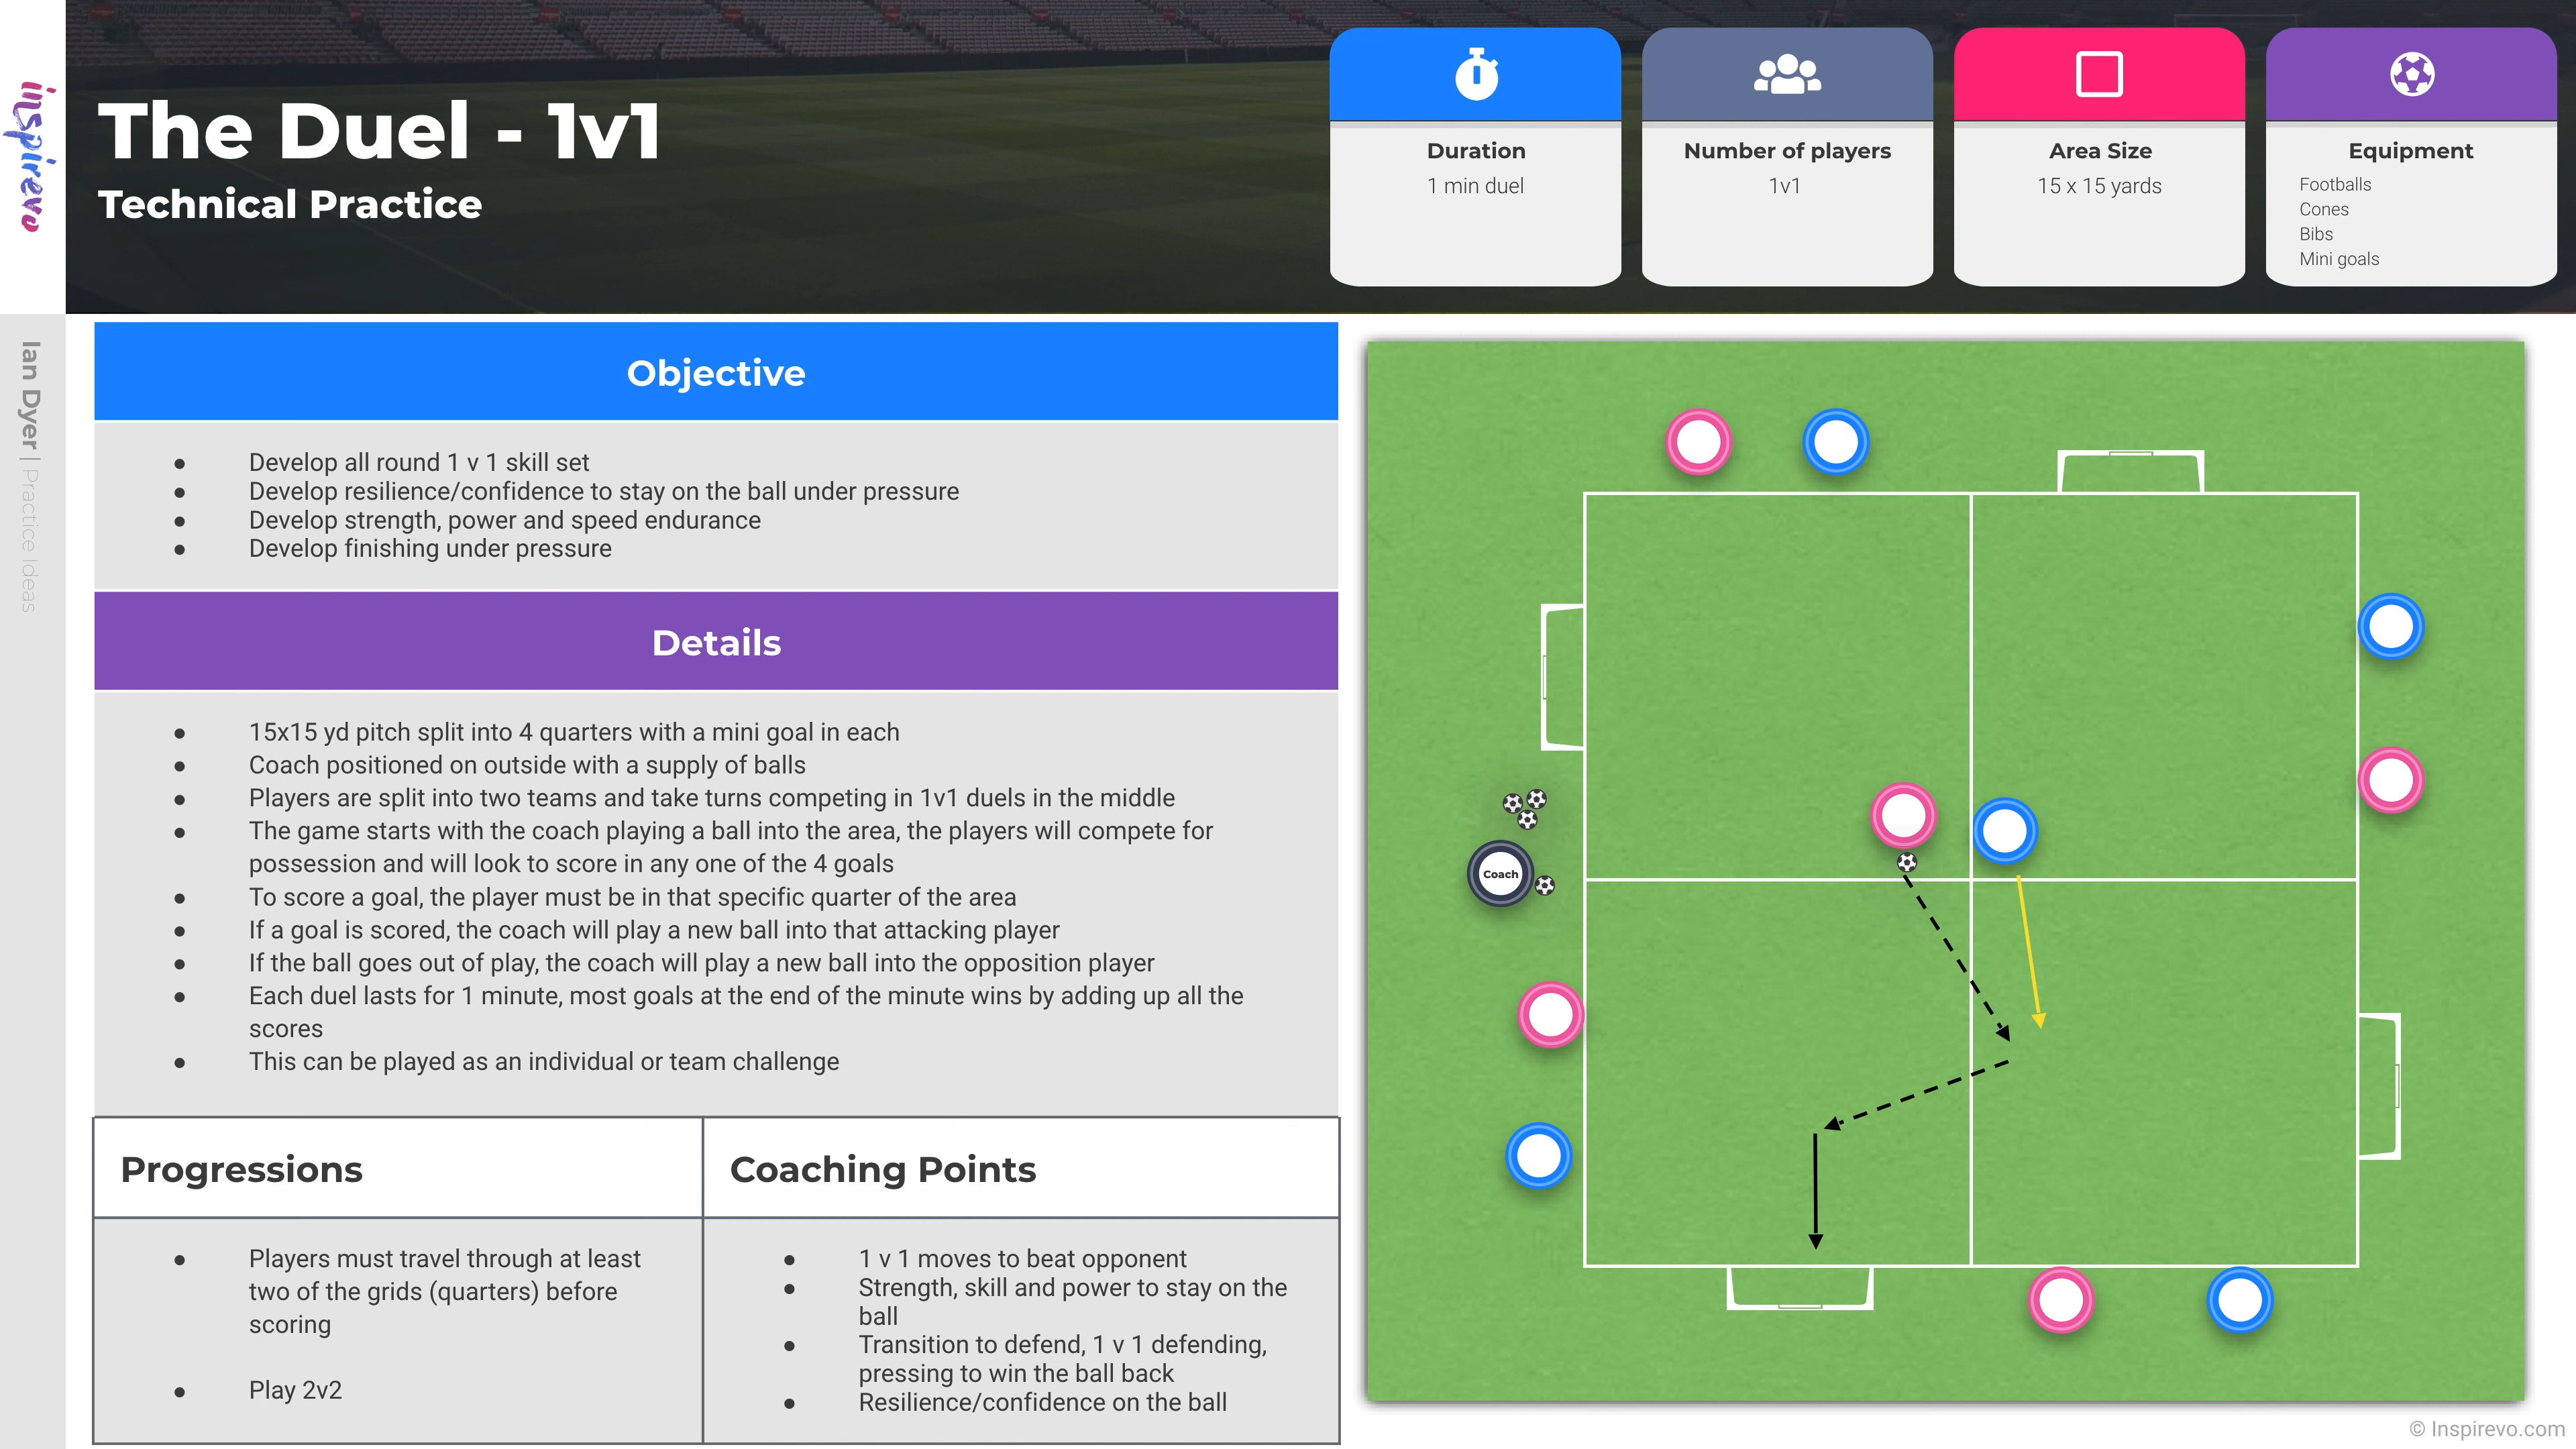 inspirevo
Ian Dyer | Practice Ideas
The Duel - 1v1
Technical Practice
Duration
1 min duel
Number of players
1v1
Area Size
15 x 15 yards
Equipment
Footballs
Cones
Bibs
Mini goals
Objective
● Develop all round 1 v 1 skill set
● Develop resilience/confidence to stay on the ball under pressure
● Develop strength, power and speed endurance
● Develop finishing under pressure
Details
● 15x15 yd pitch split into 4 quarters with a mini goal in each
● Coach positioned on outside with a supply of balls
● Players are split into two teams and take turns competing in 1v1 duels in the middle
● The game starts with the coach playing a ball into the area, the players will compete for
possession and will look to score in any one of the 4 goals
● To score a goal, the player must be in that specific quarter of the area
● If a goal is scored, the coach will play a new ball into that attacking player
● If the ball goes out of play, the coach will play a new ball into the opposition player
● Each duel lasts for 1 minute, most goals at the end of the minute wins by adding up all the
scores
● This can be played as an individual or team challenge
Progressions
● Players must travel through at least
two of the grids (quarters) before
scoring
● Play 2v2
Coaching Points
● 1 v 1 moves to beat opponent
● Strength, skill and power to stay on the
ball
● Transition to defend, 1 v 1 defending,
pressing to win the ball back
● Resilience/confidence on the ball
Coach
© Inspirevo.com